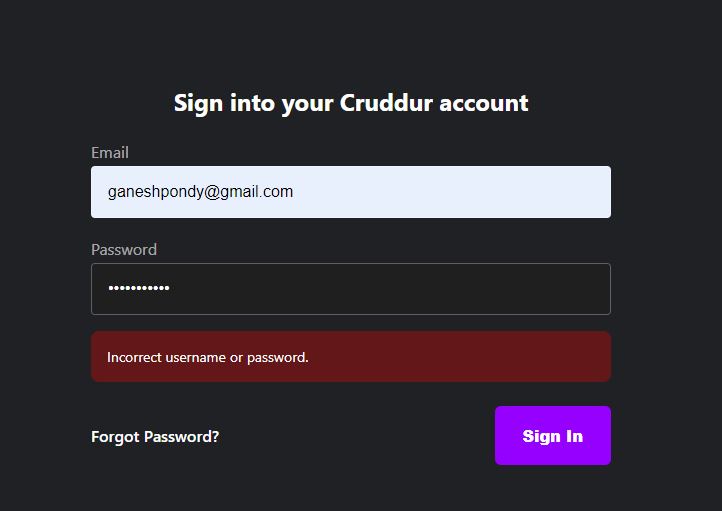 Sign into your Cruddur account
Email
ganeshpondy@gmail.com
Password
•••••••••••
Incorrect username or password.
Forgot Password?
Sign In